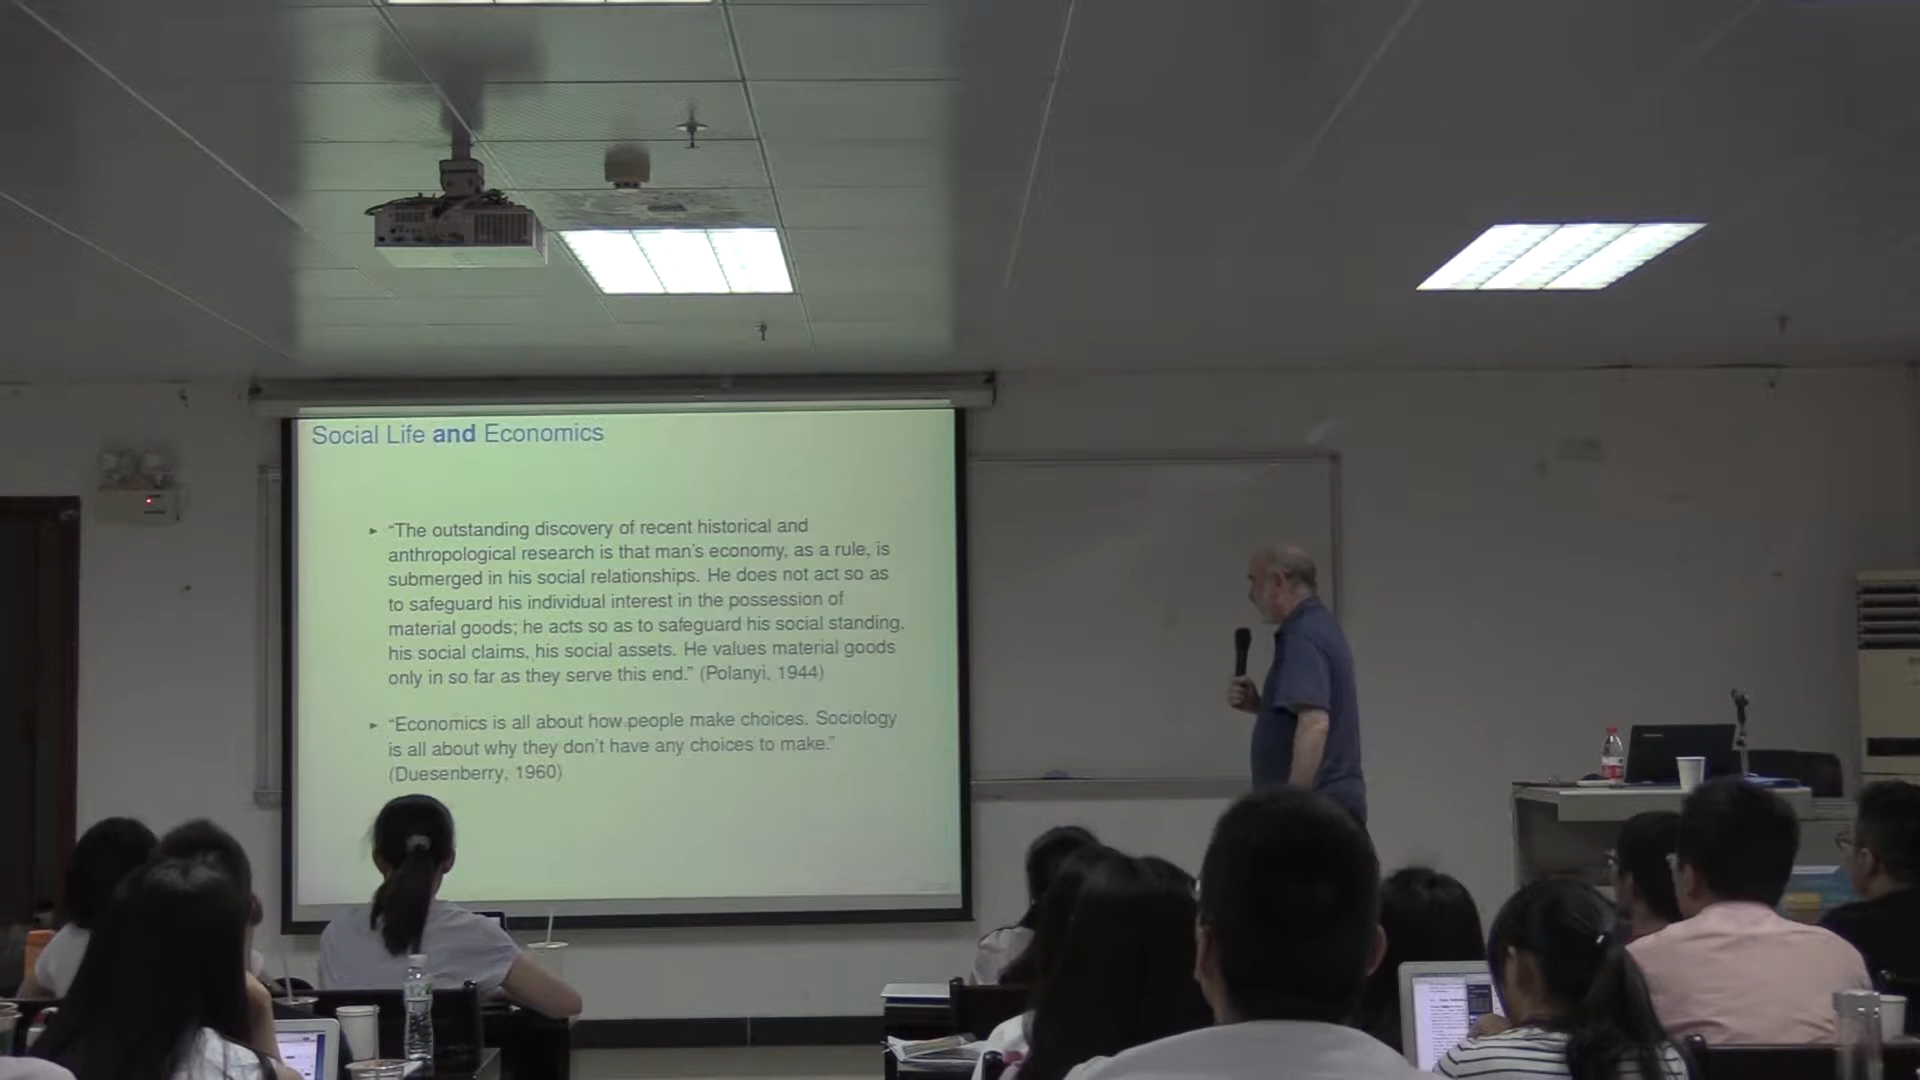 Social Life and Economics
► “The outstanding discovery of recent historical and
anthropological research is that man's economy, as a rule, is
submerged in his social relationships. He does not act so as
to safeguard his individual interest in the possession of
material goods; he acts so as to safeguard his social standing,
his social claims, his social assets. He values material goods
only in so far as they serve this end.” (Polanyi, 1944)
► “Economics is all about how people make choices. Sociology
is all about why they don't have any choices to make.”
(Duesenberry, 1960)